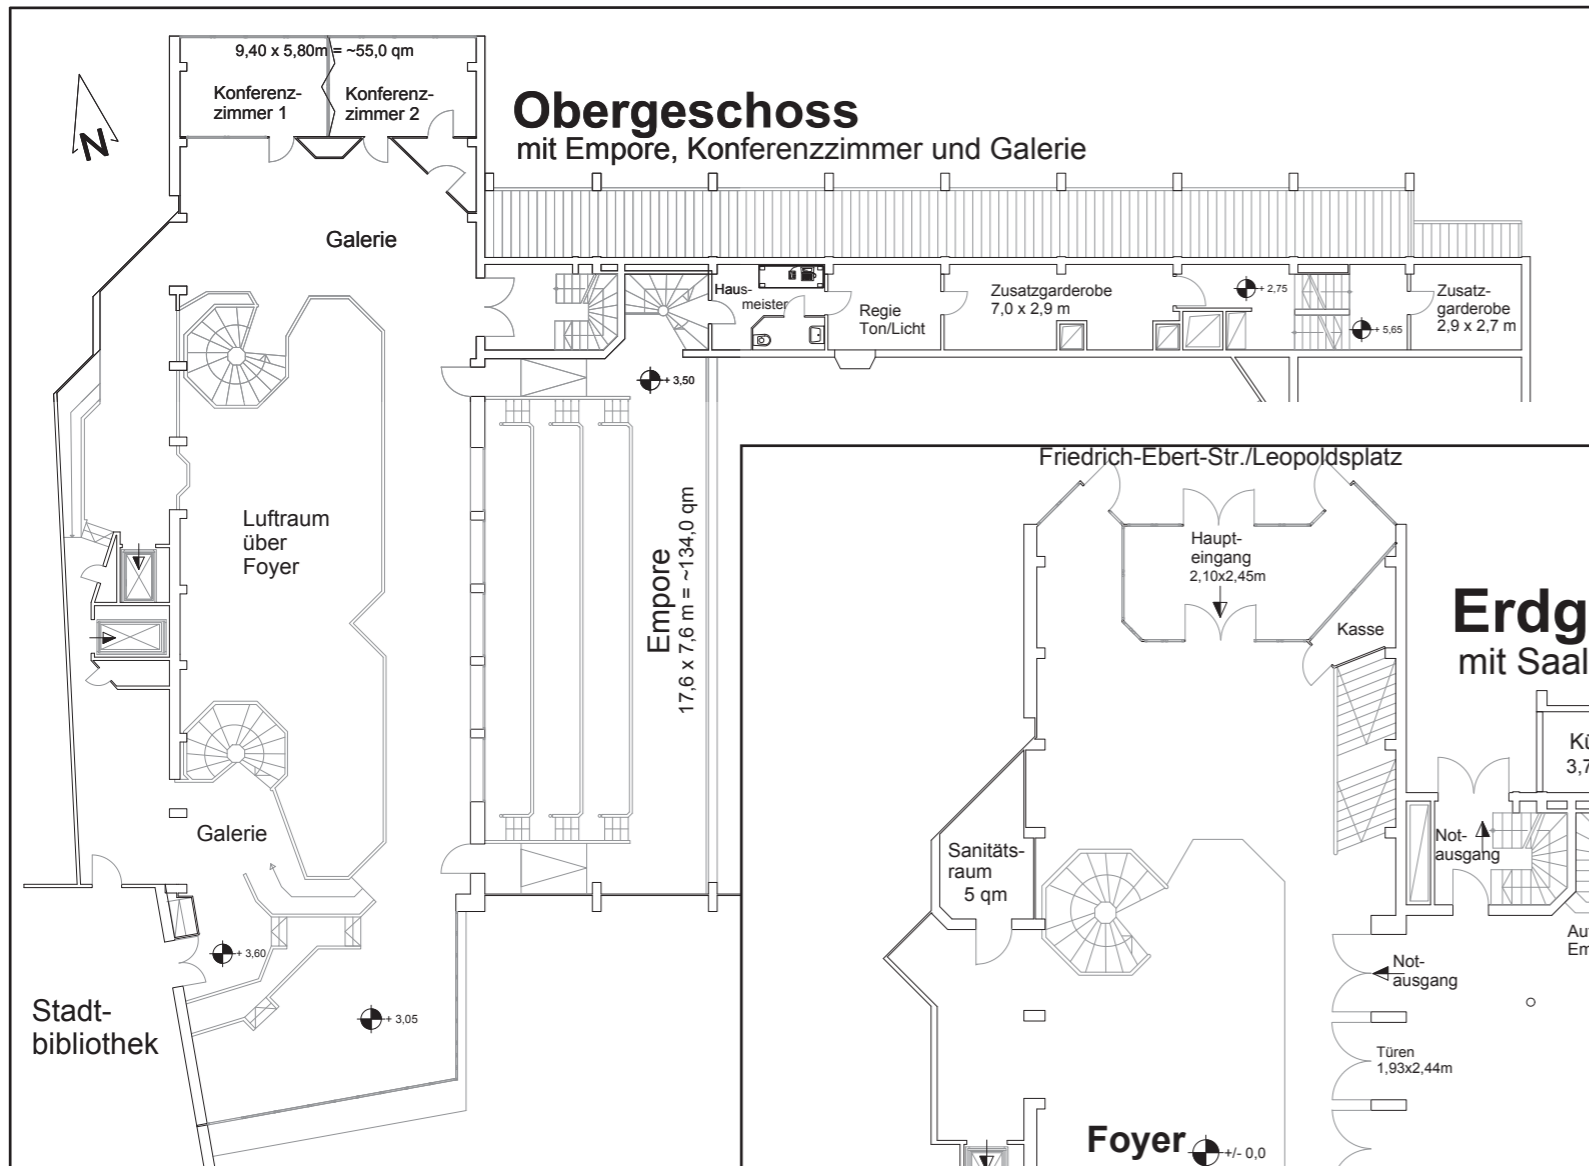 9,40 x 5,80m = ~55,0 qm
Konferenz-
zimmer 1
Konferenz-
zimmer 2
N
Obergeschoss
mit Empore, Konferenzzimmer und Galerie
Galerie
Haus-
meister
Regie
Ton/Licht
Zusatzgarderobe
7,0 x 2,9 m
+ 2,75
+ 5,65
Zusatz-
garderobe
2,9 x 2,7 m
+ 3,50
Luftraum
über
Foyer
Empore
17,6 x 7,6 m = ~134,0 qm
Galerie
+ 3,60
+ 3,05
Stadt-
bibliothek
Friedrich-Ebert-Str./Leopoldsplatz
Haupt-
eingang
2,10x2,45m
Kasse
Erdg
mit Saal
Kü
3,7
Sanitäts-
raum
5 qm
Not-
ausgang
Au
Em
Not-
ausgang
Türen
1,93x2,44m
Foyer
+/- 0,0